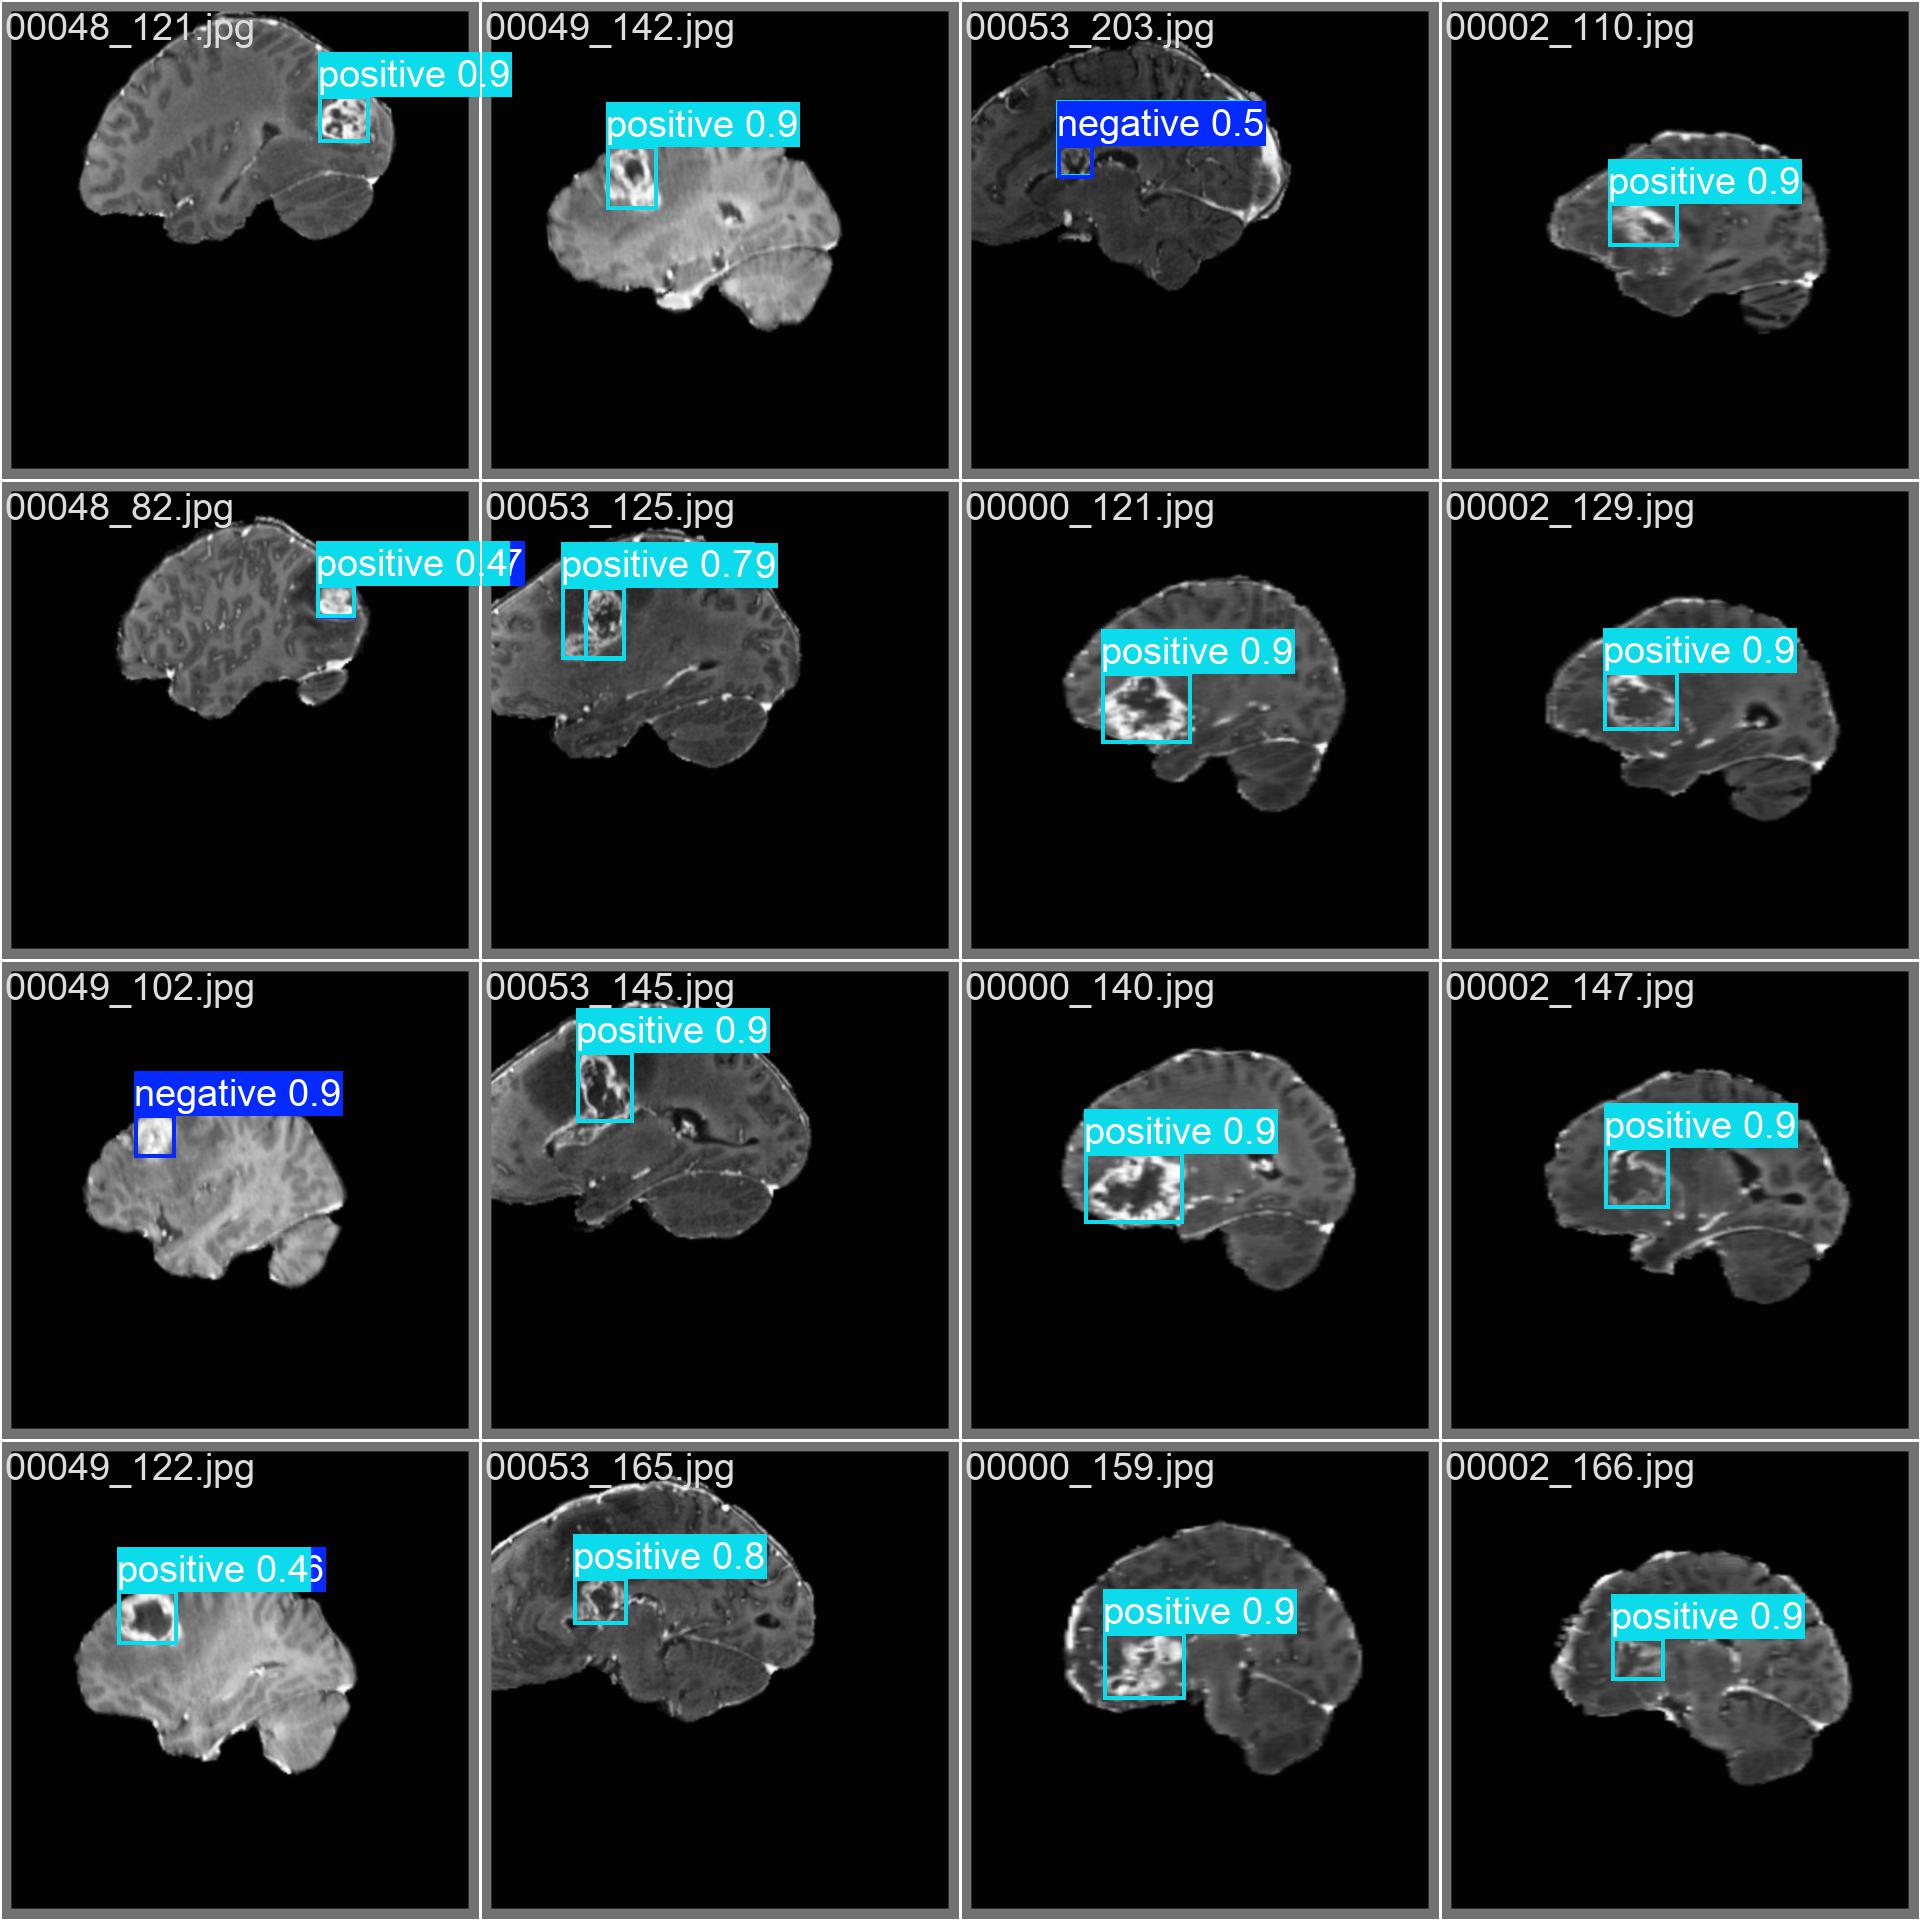 00048_121.jpg
positive 0.9
00049_142.jpg
positive 0.9
00053_203.jpg
negative 0.5
00002_110.jpg
positive 0.9
00048_82.jpg
positive 0.47
00053_125.jpg
positive 0.79
00000_121.jpg
positive 0.9
00002_129.jpg
positive 0.9
00049_102.jpg
negative 0.9
00053_145.jpg
positive 0.9
00000_140.jpg
positive 0.9
00002_147.jpg
positive 0.9
00049_122.jpg
positive 0.46
00053_165.jpg
positive 0.8
00000_159.jpg
positive 0.9
00002_166.jpg
positive 0.9